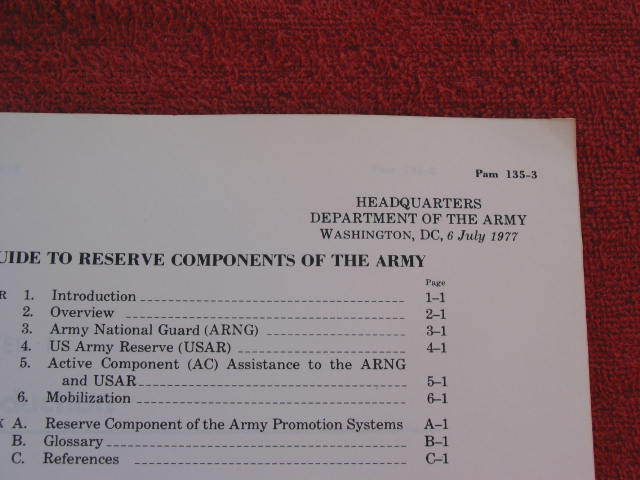 Pam 135-3
HEADQUARTERS
DEPARTMENT OF THE ARMY
WASHINGTON, DC, 6 July 1977
UIDE TO RESERVE COMPONENTS OF THE ARMY
Page
R 1. Introduction 1-1
2. Overview 2-1
3. Army National Guard (ARNG) 3-1
4. US Army Reserve (USAR) 4-1
5. Active Component (AC) Assistance to the ARNG
and USAR 5-1
6. Mobilization 6-1
X A. Reserve Component of the Army Promotion Systems A-1
B. Glossary B-1
C. References C-1